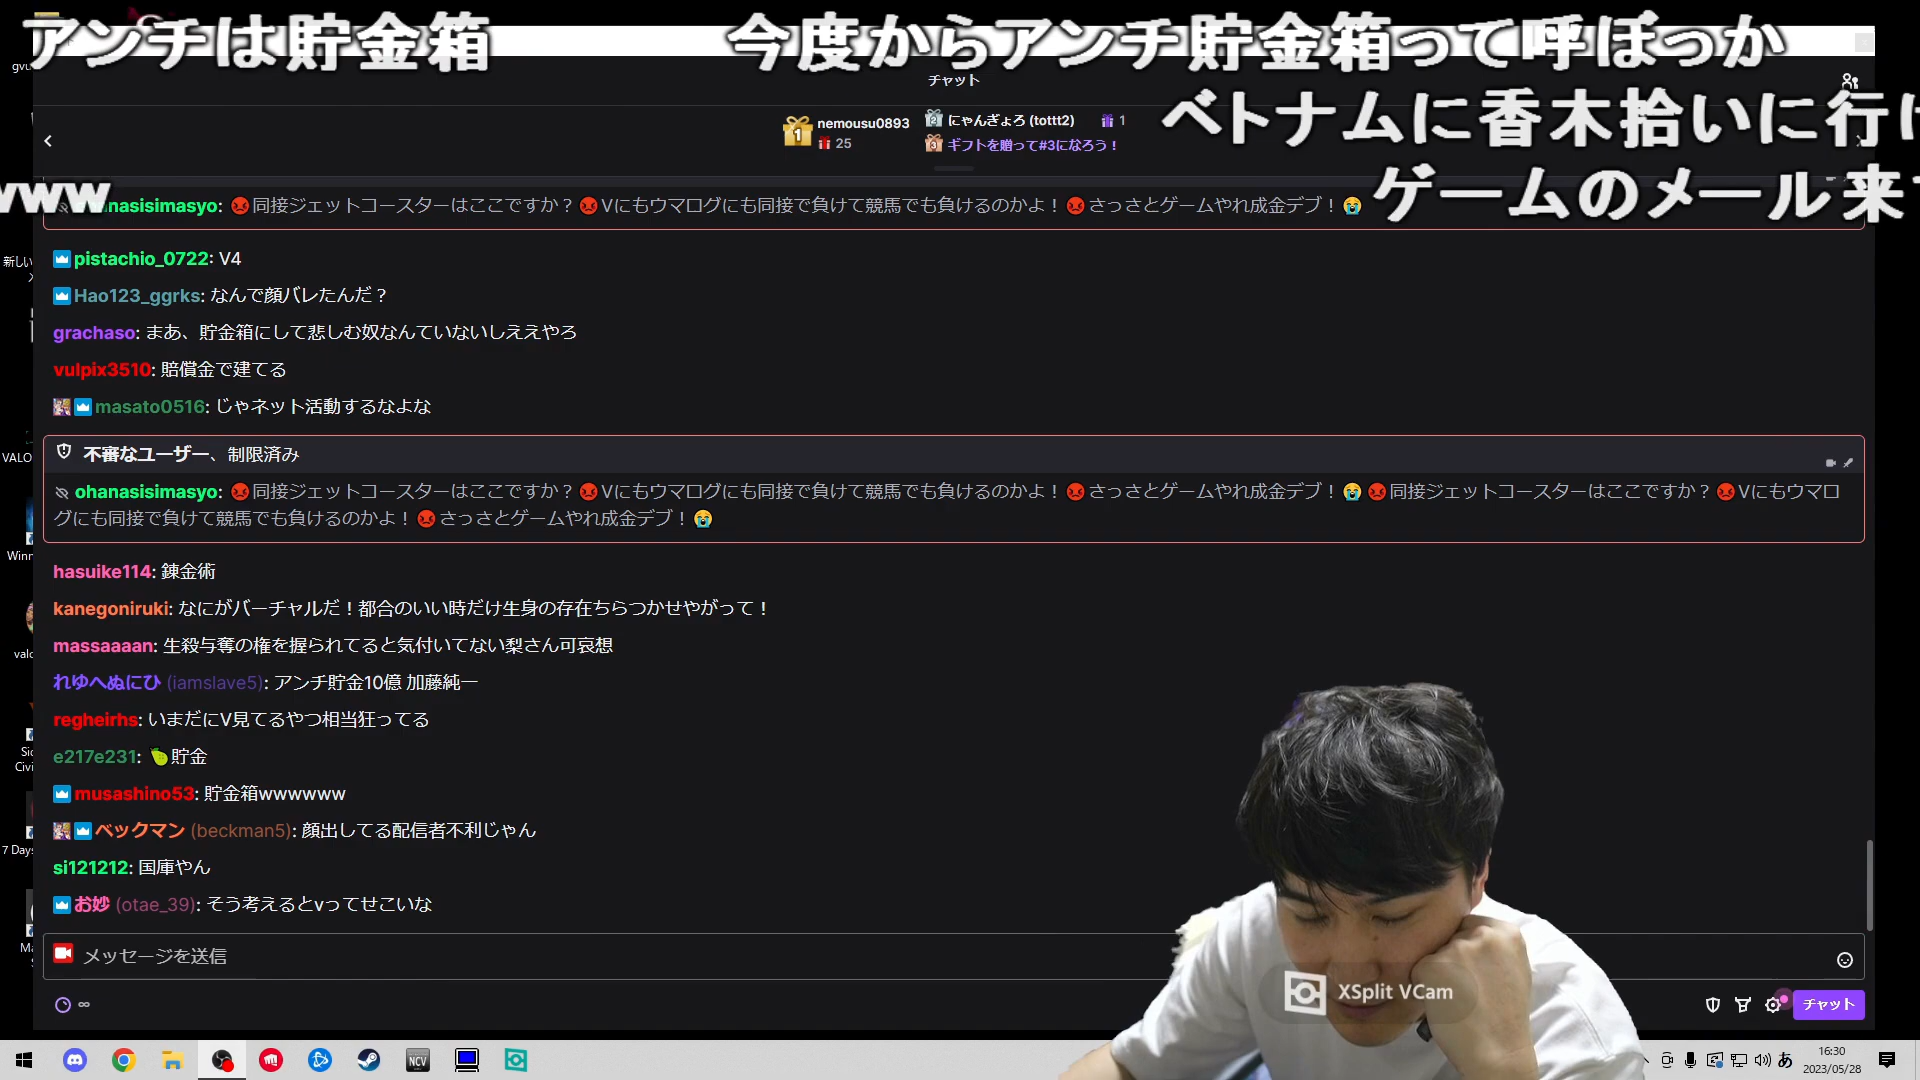 アンチは貯金箱
今度からアンチ貯金箱って呼ぼっか
チャット
ベトナムに香木拾いに行け
nemousu0893
25
にゃんぎょろ (tottt2) 1
ギフトを贈って#3になろう！
ゲームのメール来て
www
ohanasisimasyo: 😡同接ジェットコースターはここですか？😡Vにもウマログにも同接で負けて競馬でも負けるのかよ！😡さっさとゲームやれ成金デブ！😭
pistachio_0722: V4
Hao123_ggrks: なんで顔バレたんだ？
grachaso: まあ、貯金箱にして悲しむ奴なんていないしええやろ
vulpix3510: 賠償金で建てる
masato0516: じゃネット活動するなよな
不審なユーザー、制限済み
ohanasisimasyo: 😡同接ジェットコースターはここですか？😡Vにもウマログにも同接で負けて競馬でも負けるのかよ！😡さっさとゲームやれ成金デブ！😭😡同接ジェットコースターはここですか？😡Vにもウマロ
グにも同接で負けて競馬でも負けるのかよ！😡さっさとゲームやれ成金デブ！😭
hasuike114: 錬金術
kanegoniruki: なにがバーチャルだ！都合のいい時だけ生身の存在ちらつかせやがって！
massaaaan: 生殺与奪の権を握られてると気付いてない梨さん可哀想
れゆへぬにひ (iamslave5): アンチ貯金10億 加藤純一
regheirhs: いまだにV見てるやつ相当狂ってる
e217e231: 🍐貯金
musashino53: 貯金箱wwwwww
ベックマン (beckman5): 顔出してる配信者不利じゃん
si121212: 国庫やん
お妙 (otae_39): そう考えるとvってせこいな
メッセージを送信
XSplit VCam
∞
チャット
新しい
VALO
Winn
valo
Sic
Civi
7 Days
NCV
あ
16:30
2023/05/28